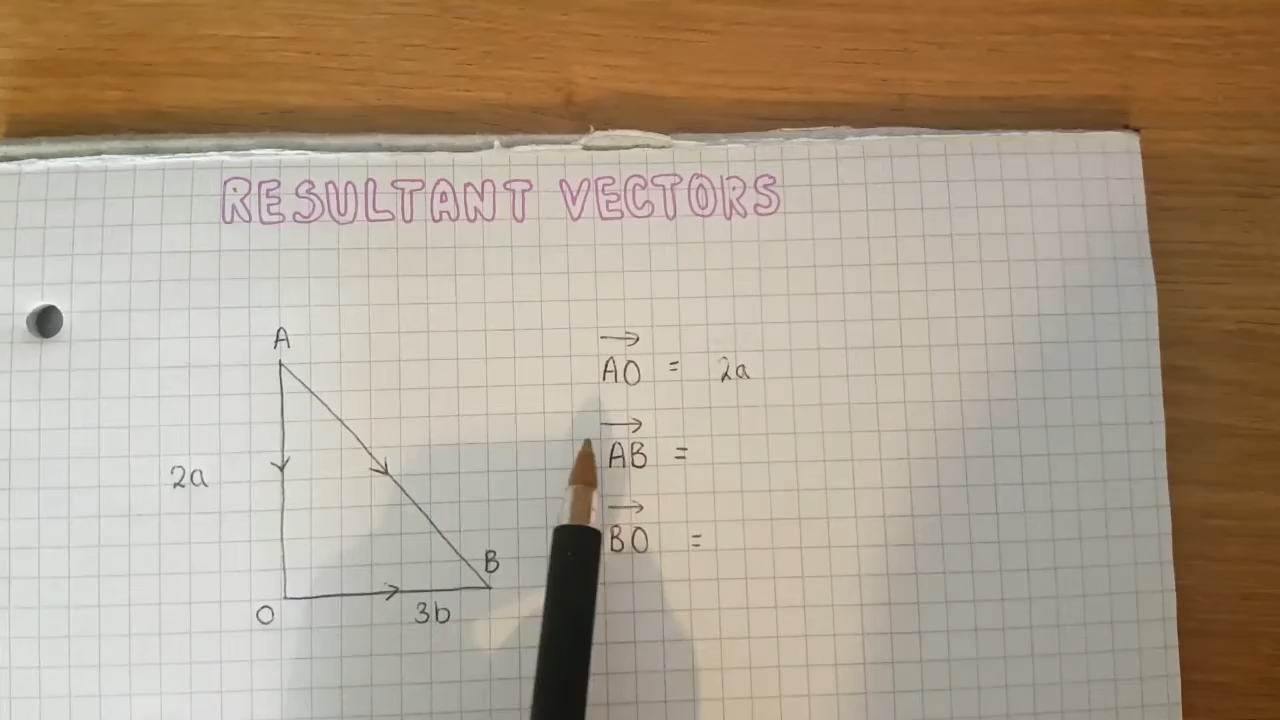 RESULTANT VECTORS
A
2a
O
3b
B
AO = 2a
AB =
BO =